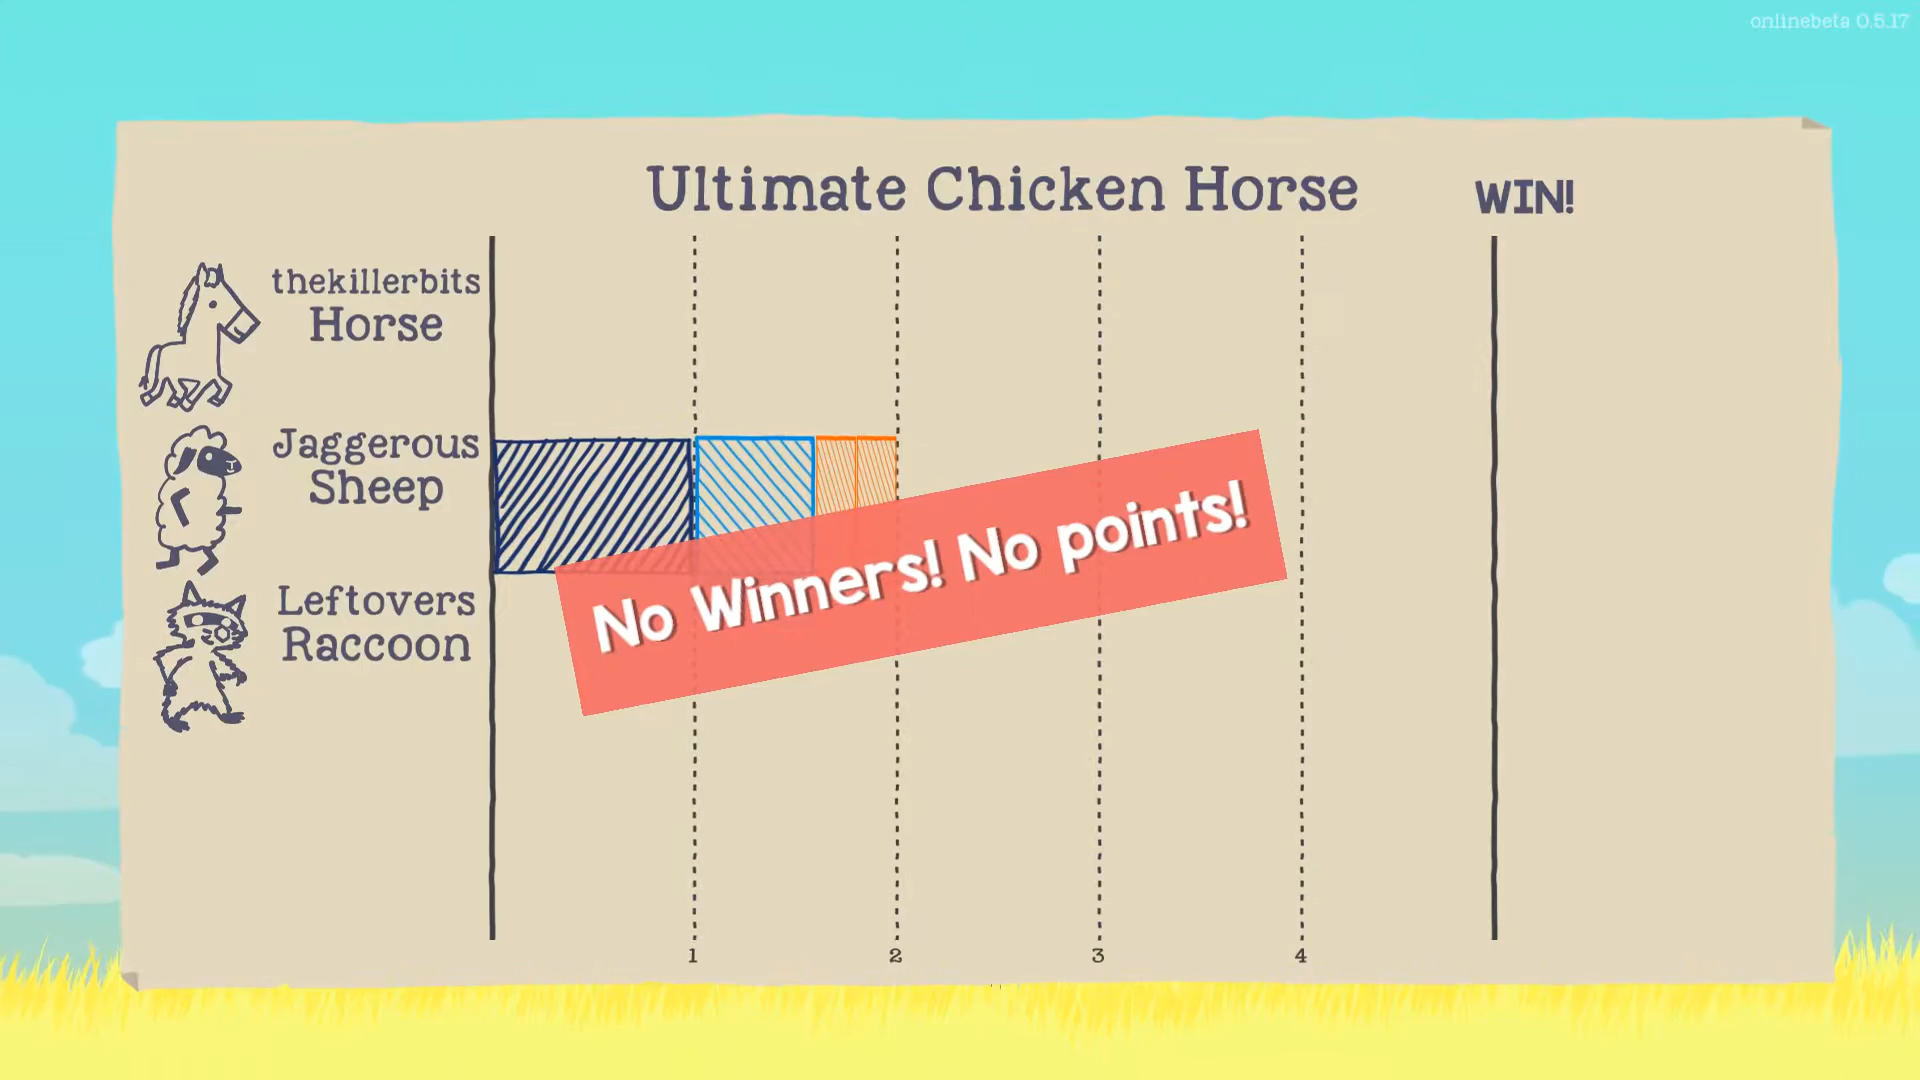 onlinebeta 0.5.17
Ultimate Chicken Horse
WIN!
thekillerbits
Horse
Jaggerous
Sheep
Leftovers
Raccoon
No Winners! No points!
1 2 3 4